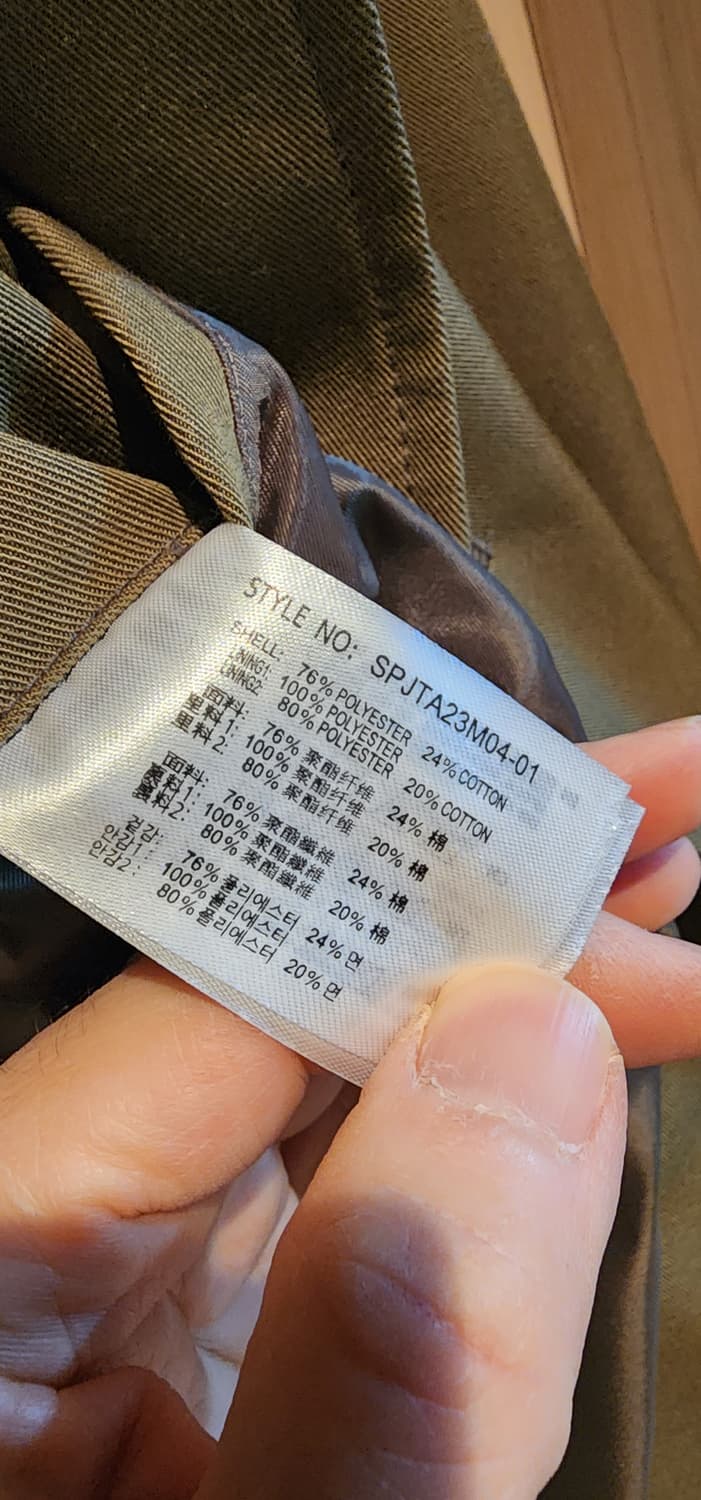 STYLE NO: SPJTA23M04-01
SHELL: 76% POLYESTER 24% COTTON
LINING1: 100% POLYESTER
LINING2: 80% POLYESTER 20% COTTON
面料: 76% 聚酯纤维 24% 棉
里料1: 100% 聚酯纤维
里料2: 80% 聚酯纤维 20% 棉
面料: 76% 聚酯纖維 24% 棉
裏料1: 100% 聚酯纖維
裏料2: 80% 聚酯纖維 20% 棉
겉감: 76% 폴리에스터 24% 면
안감1: 100% 폴리에스터
안감2: 80% 폴리에스터 20% 면